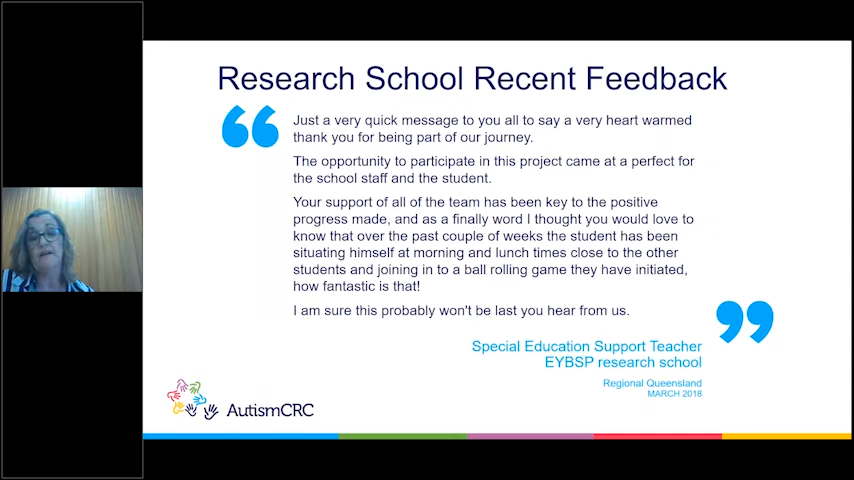 Research School Recent Feedback
Just a very quick message to you all to say a very heart warmed
thank you for being part of our journey.
The opportunity to participate in this project came at a perfect for
the school staff and the student.
Your support of all of the team has been key to the positive
progress made, and as a finally word I thought you would love to
know that over the past couple of weeks the student has been
situating himself at morning and lunch times close to the other
students and joining in to a ball rolling game they have initiated,
how fantastic is that!
I am sure this probably won't be last you hear from us.
Special Education Support Teacher
EYBSP research school
Regional Queensland
MARCH 2018
AutismCRC